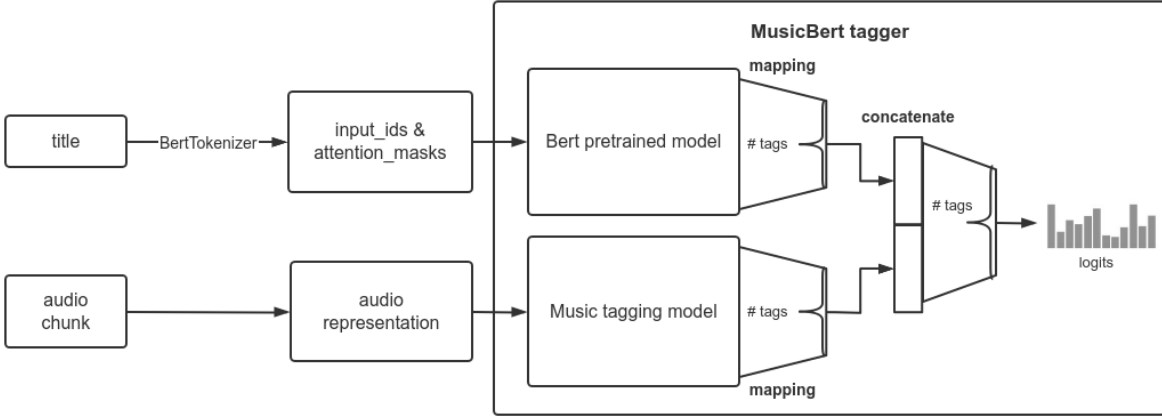 MusicBert tagger
mapping
title
BertTokenizer
input_ids &
attention_masks
Bert pretrained model
# tags
concatenate
# tags
logits
audio
chunk
audio
representation
Music tagging model
# tags
mapping